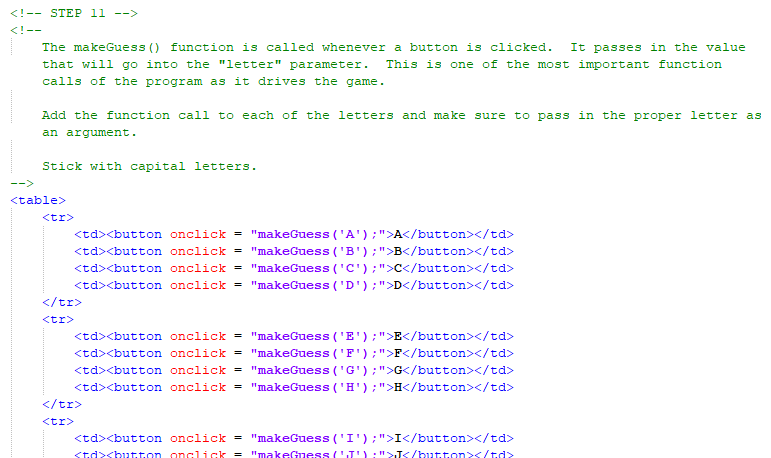 <!-- STEP 11 -->
<!--
The makeGuess() function is called whenever a button is clicked.  It passes in the value
that will go into the "letter" parameter.  This is one of the most important function
calls of the program as it drives the game.
Add the function call to each of the letters and make sure to pass in the proper letter as
an argument.
Stick with capital letters.
-->
<table>
<tr>
<td><button onclick = "makeGuess('A');">A</button></td>
<td><button onclick = "makeGuess('B');">B</button></td>
<td><button onclick = "makeGuess('C');">C</button></td>
<td><button onclick = "makeGuess('D');">D</button></td>
</tr>
<tr>
<td><button onclick = "makeGuess('E');">E</button></td>
<td><button onclick = "makeGuess('F');">F</button></td>
<td><button onclick = "makeGuess('G');">G</button></td>
<td><button onclick = "makeGuess('H');">H</button></td>
</tr>
<tr>
<td><button onclick = "makeGuess('I');">I</button></td>
<td><button onclick = "makeGuess('J');">J</button></td>